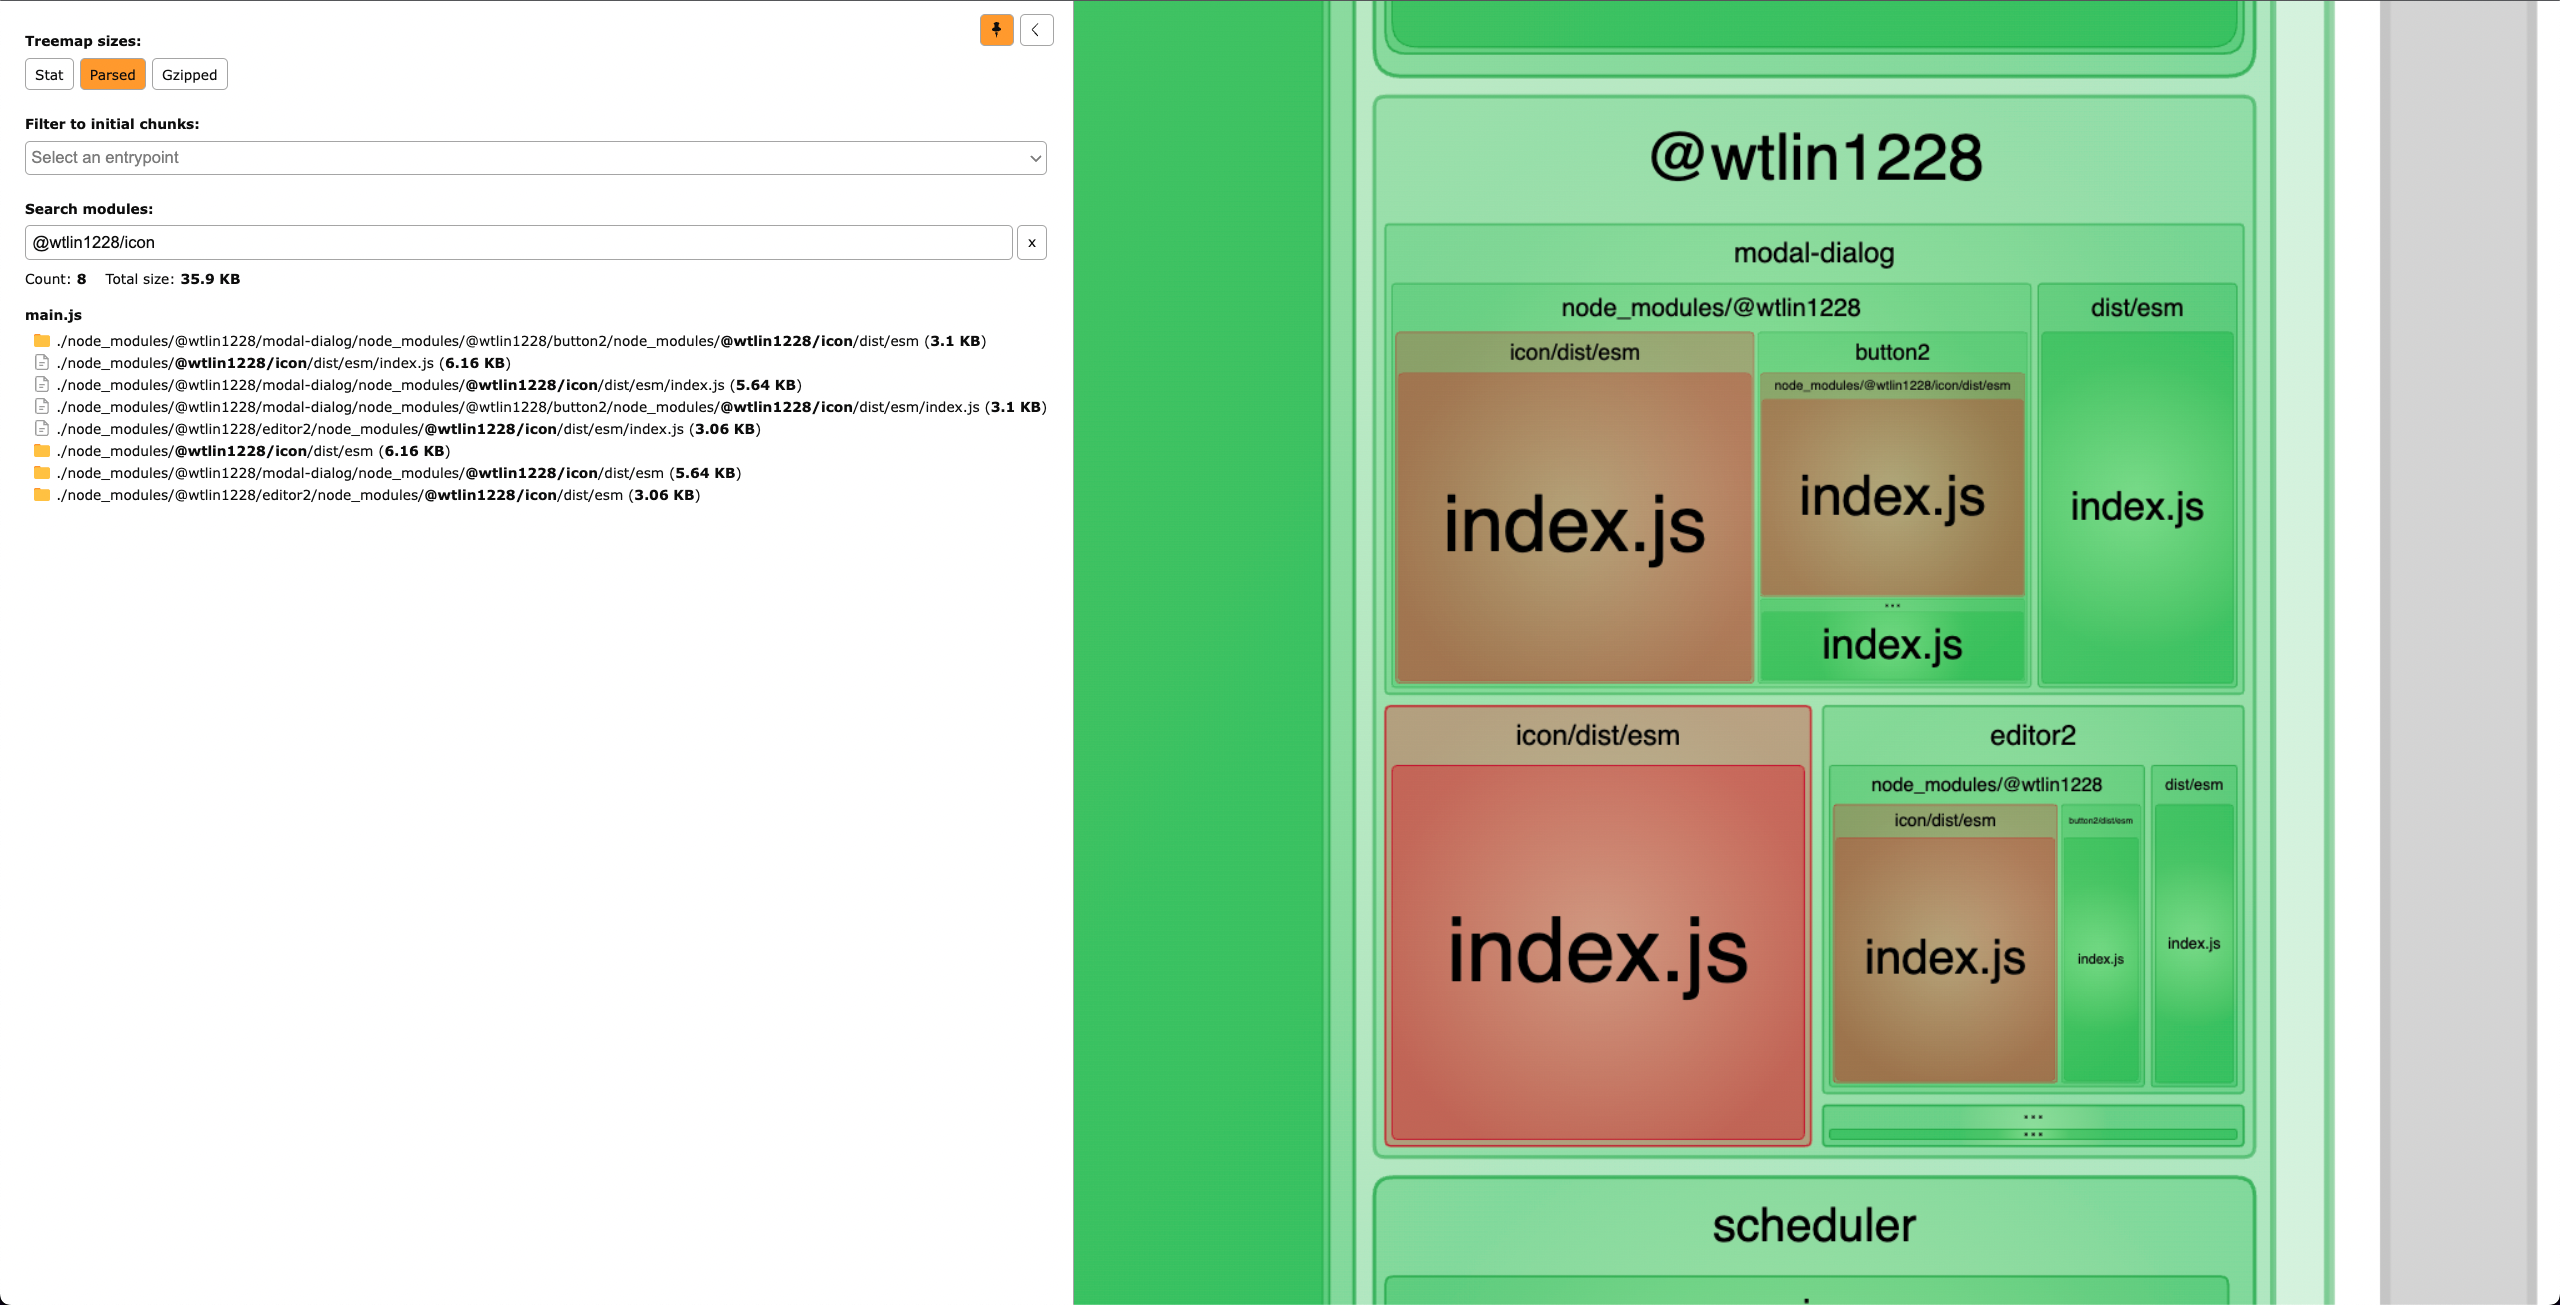 Treemap sizes:
Stat Parsed Gzipped
Filter to initial chunks:
Select an entrypoint
Search modules:
@wtlin1228/icon x
Count: 8 Total size: 35.9 KB
main.js
./node_modules/@wtlin1228/modal-dialog/node_modules/@wtlin1228/button2/node_modules/@wtlin1228/icon/dist/esm (3.1 KB)
./node_modules/@wtlin1228/icon/dist/esm/index.js (6.16 KB)
./node_modules/@wtlin1228/modal-dialog/node_modules/@wtlin1228/icon/dist/esm/index.js (5.64 KB)
./node_modules/@wtlin1228/modal-dialog/node_modules/@wtlin1228/button2/node_modules/@wtlin1228/icon/dist/esm/index.js (3.1 KB)
./node_modules/@wtlin1228/editor2/node_modules/@wtlin1228/icon/dist/esm/index.js (3.06 KB)
./node_modules/@wtlin1228/icon/dist/esm (6.16 KB)
./node_modules/@wtlin1228/modal-dialog/node_modules/@wtlin1228/icon/dist/esm (5.64 KB)
./node_modules/@wtlin1228/editor2/node_modules/@wtlin1228/icon/dist/esm (3.06 KB)
@wtlin1228
modal-dialog
node_modules/@wtlin1228
dist/esm
icon/dist/esm
button2
node_modules/@wtlin1228/icon/dist/esm
index.js
index.js
index.js
...
index.js
icon/dist/esm
index.js
editor2
node_modules/@wtlin1228
dist/esm
icon/dist/esm
button2/dist/esm
index.js
index.js
index.js
...
...
scheduler